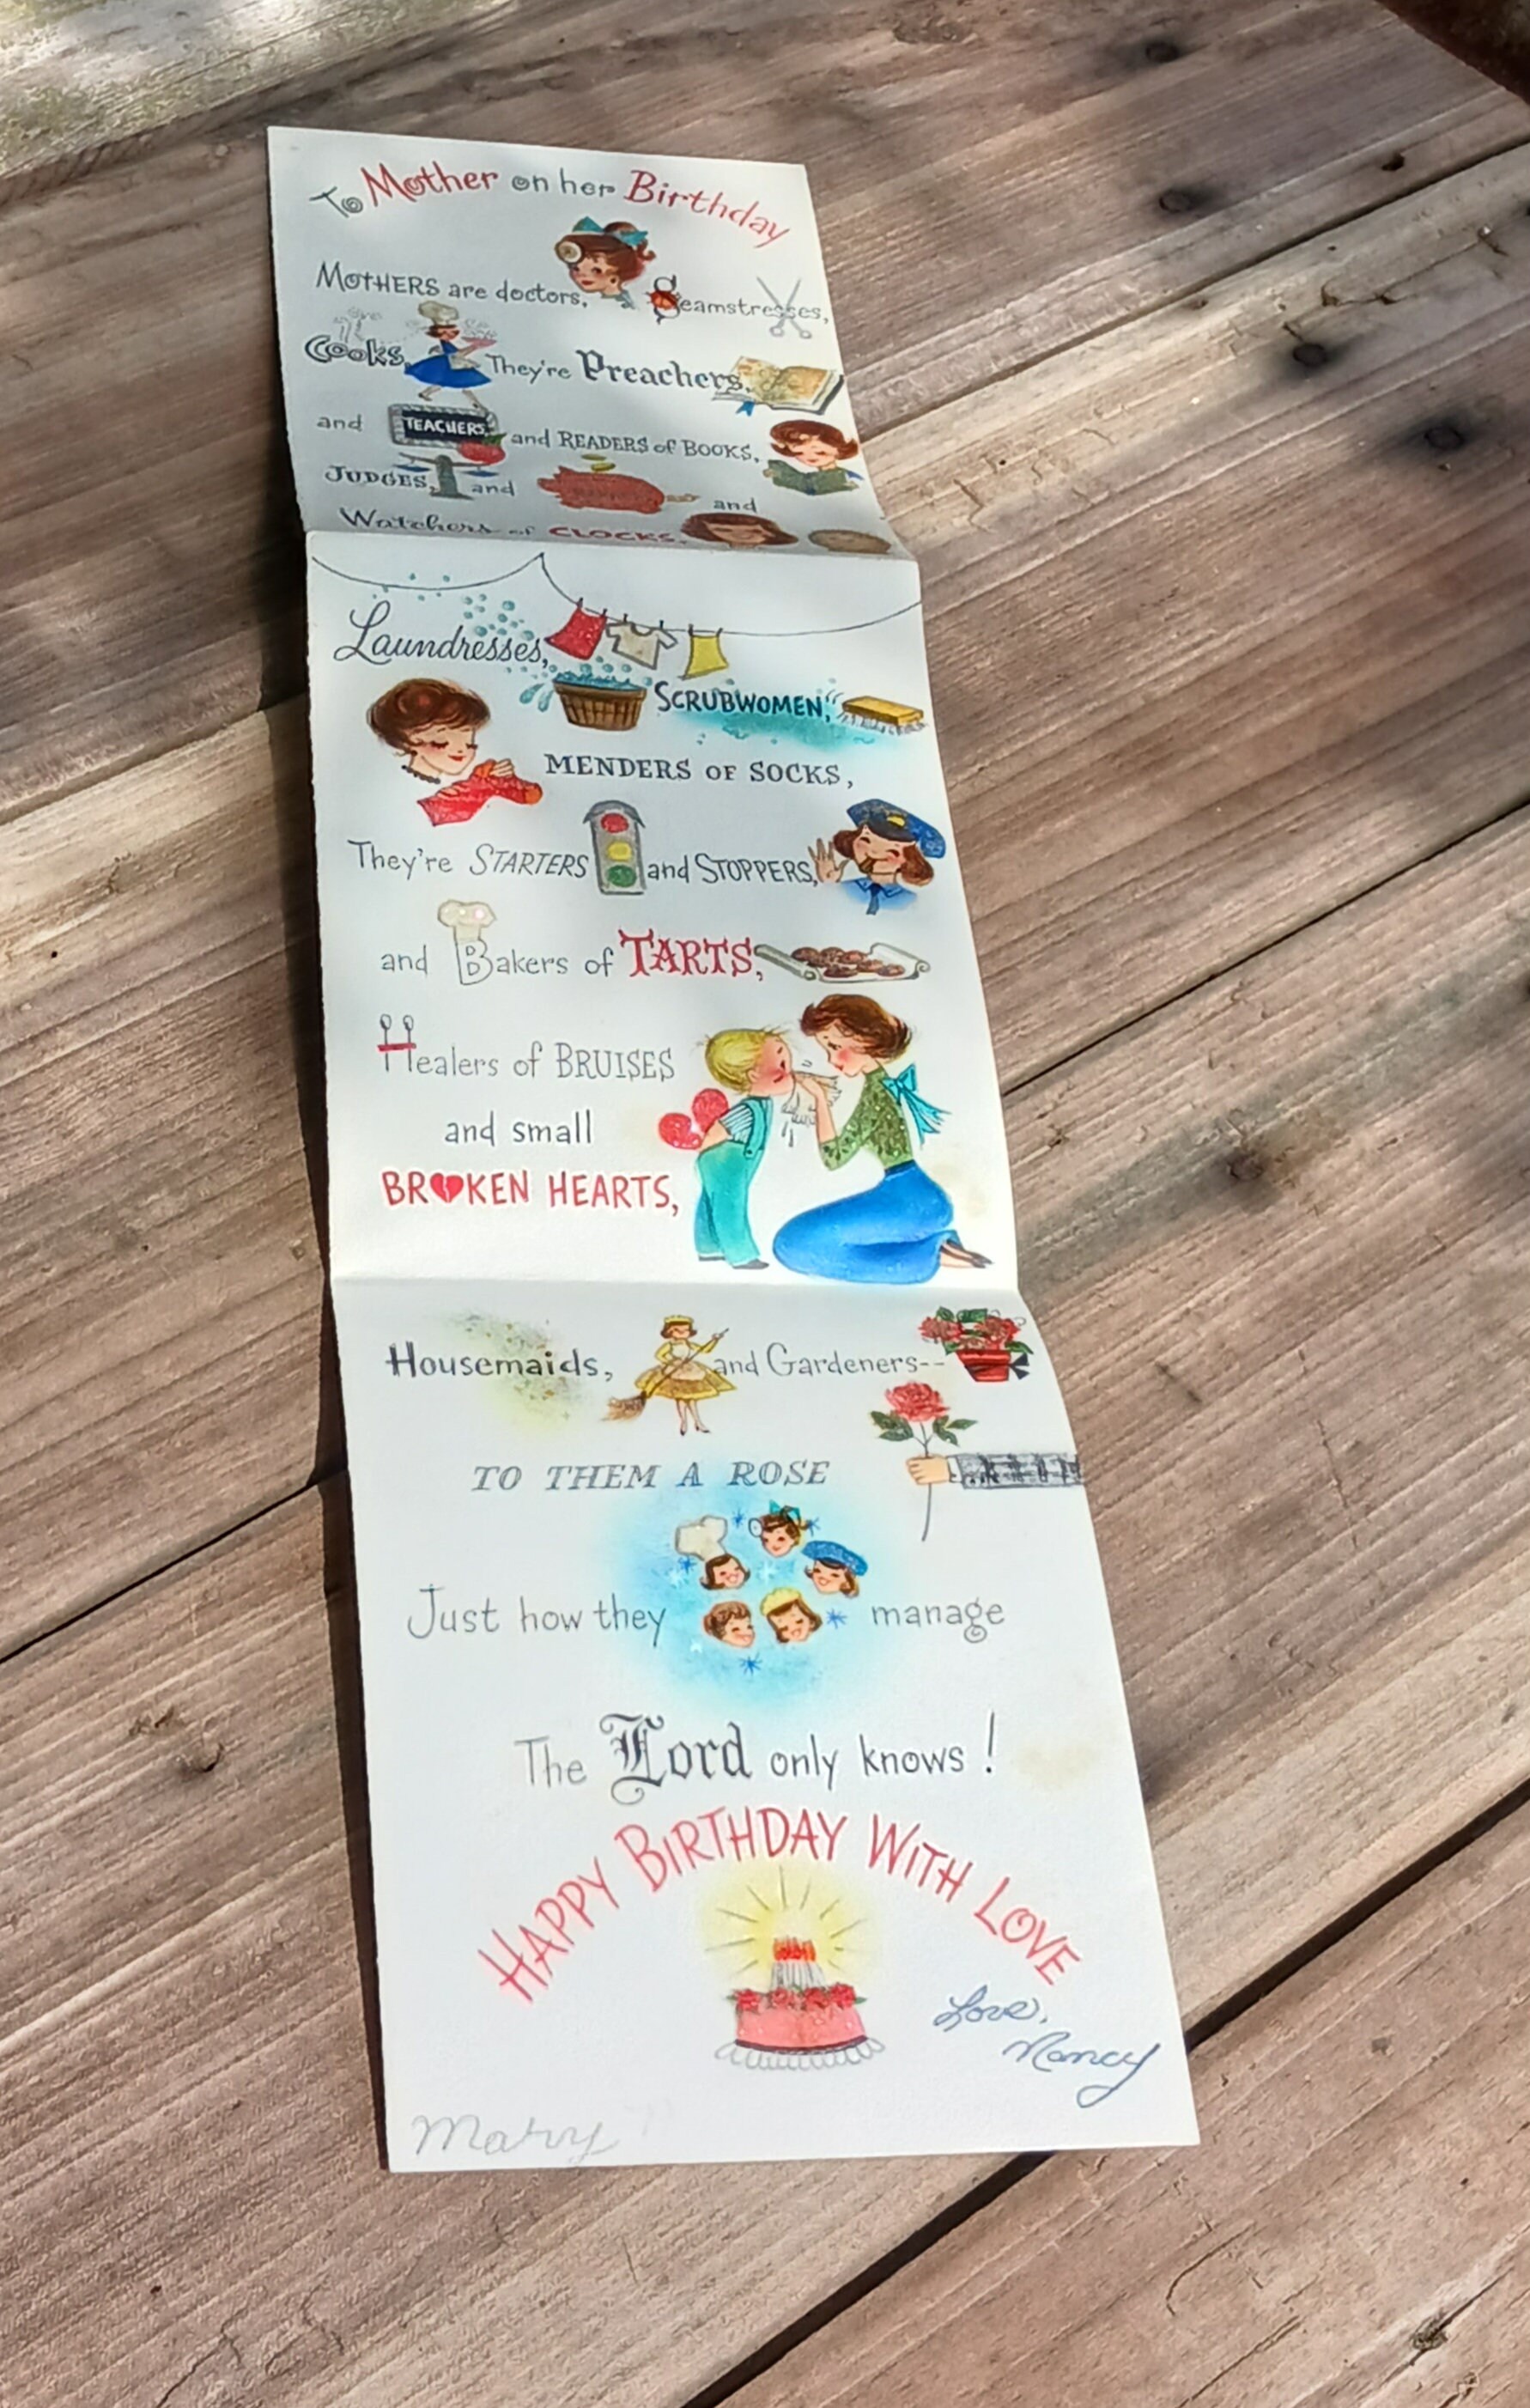 To Mother on her Birthday
MOTHERS are doctors, Seamstresses,
Cooks, They're Preachers,
and TEACHERS, and READERS of BOOKS,
JUDGES, and and
Watchers of CLOCKS,
Laundresses,
SCRUBWOMEN,
MENDERS OF SOCKS,
They're STARTERS and STOPPERS,
and Bakers of TARTS,
Healers of BRUISES
and small
BROKEN HEARTS,
Housemaids, and Gardeners--
TO THEM A ROSE
Just how they manage
The Lord only knows!
HAPPY BIRTHDAY WITH LOVE
Love,
Nancy
Mary